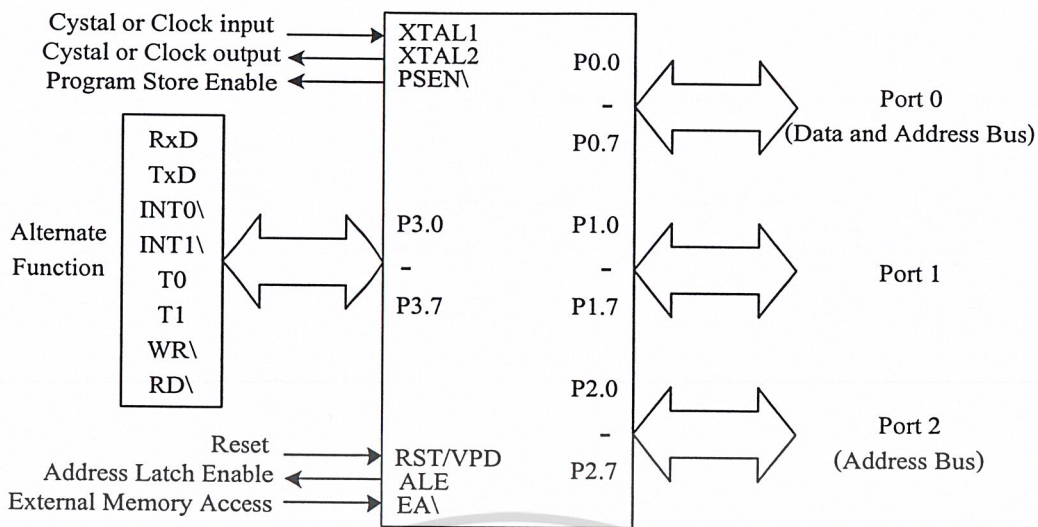 Cystal or Clock input
XTAL1
Cystal or Clock output
XTAL2
Program Store Enable
PSEN\
P0.0
-
P0.7
Port 0
(Data and Address Bus)
RxD
TxD
INT0\
INT1\
T0
T1
WR\
RD\
Alternate
Function
P3.0
-
P3.7
P1.0
-
P1.7
Port 1
P2.0
-
P2.7
Port 2
(Address Bus)
Reset
RST/VPD
Address Latch Enable
ALE
External Memory Access
EA\